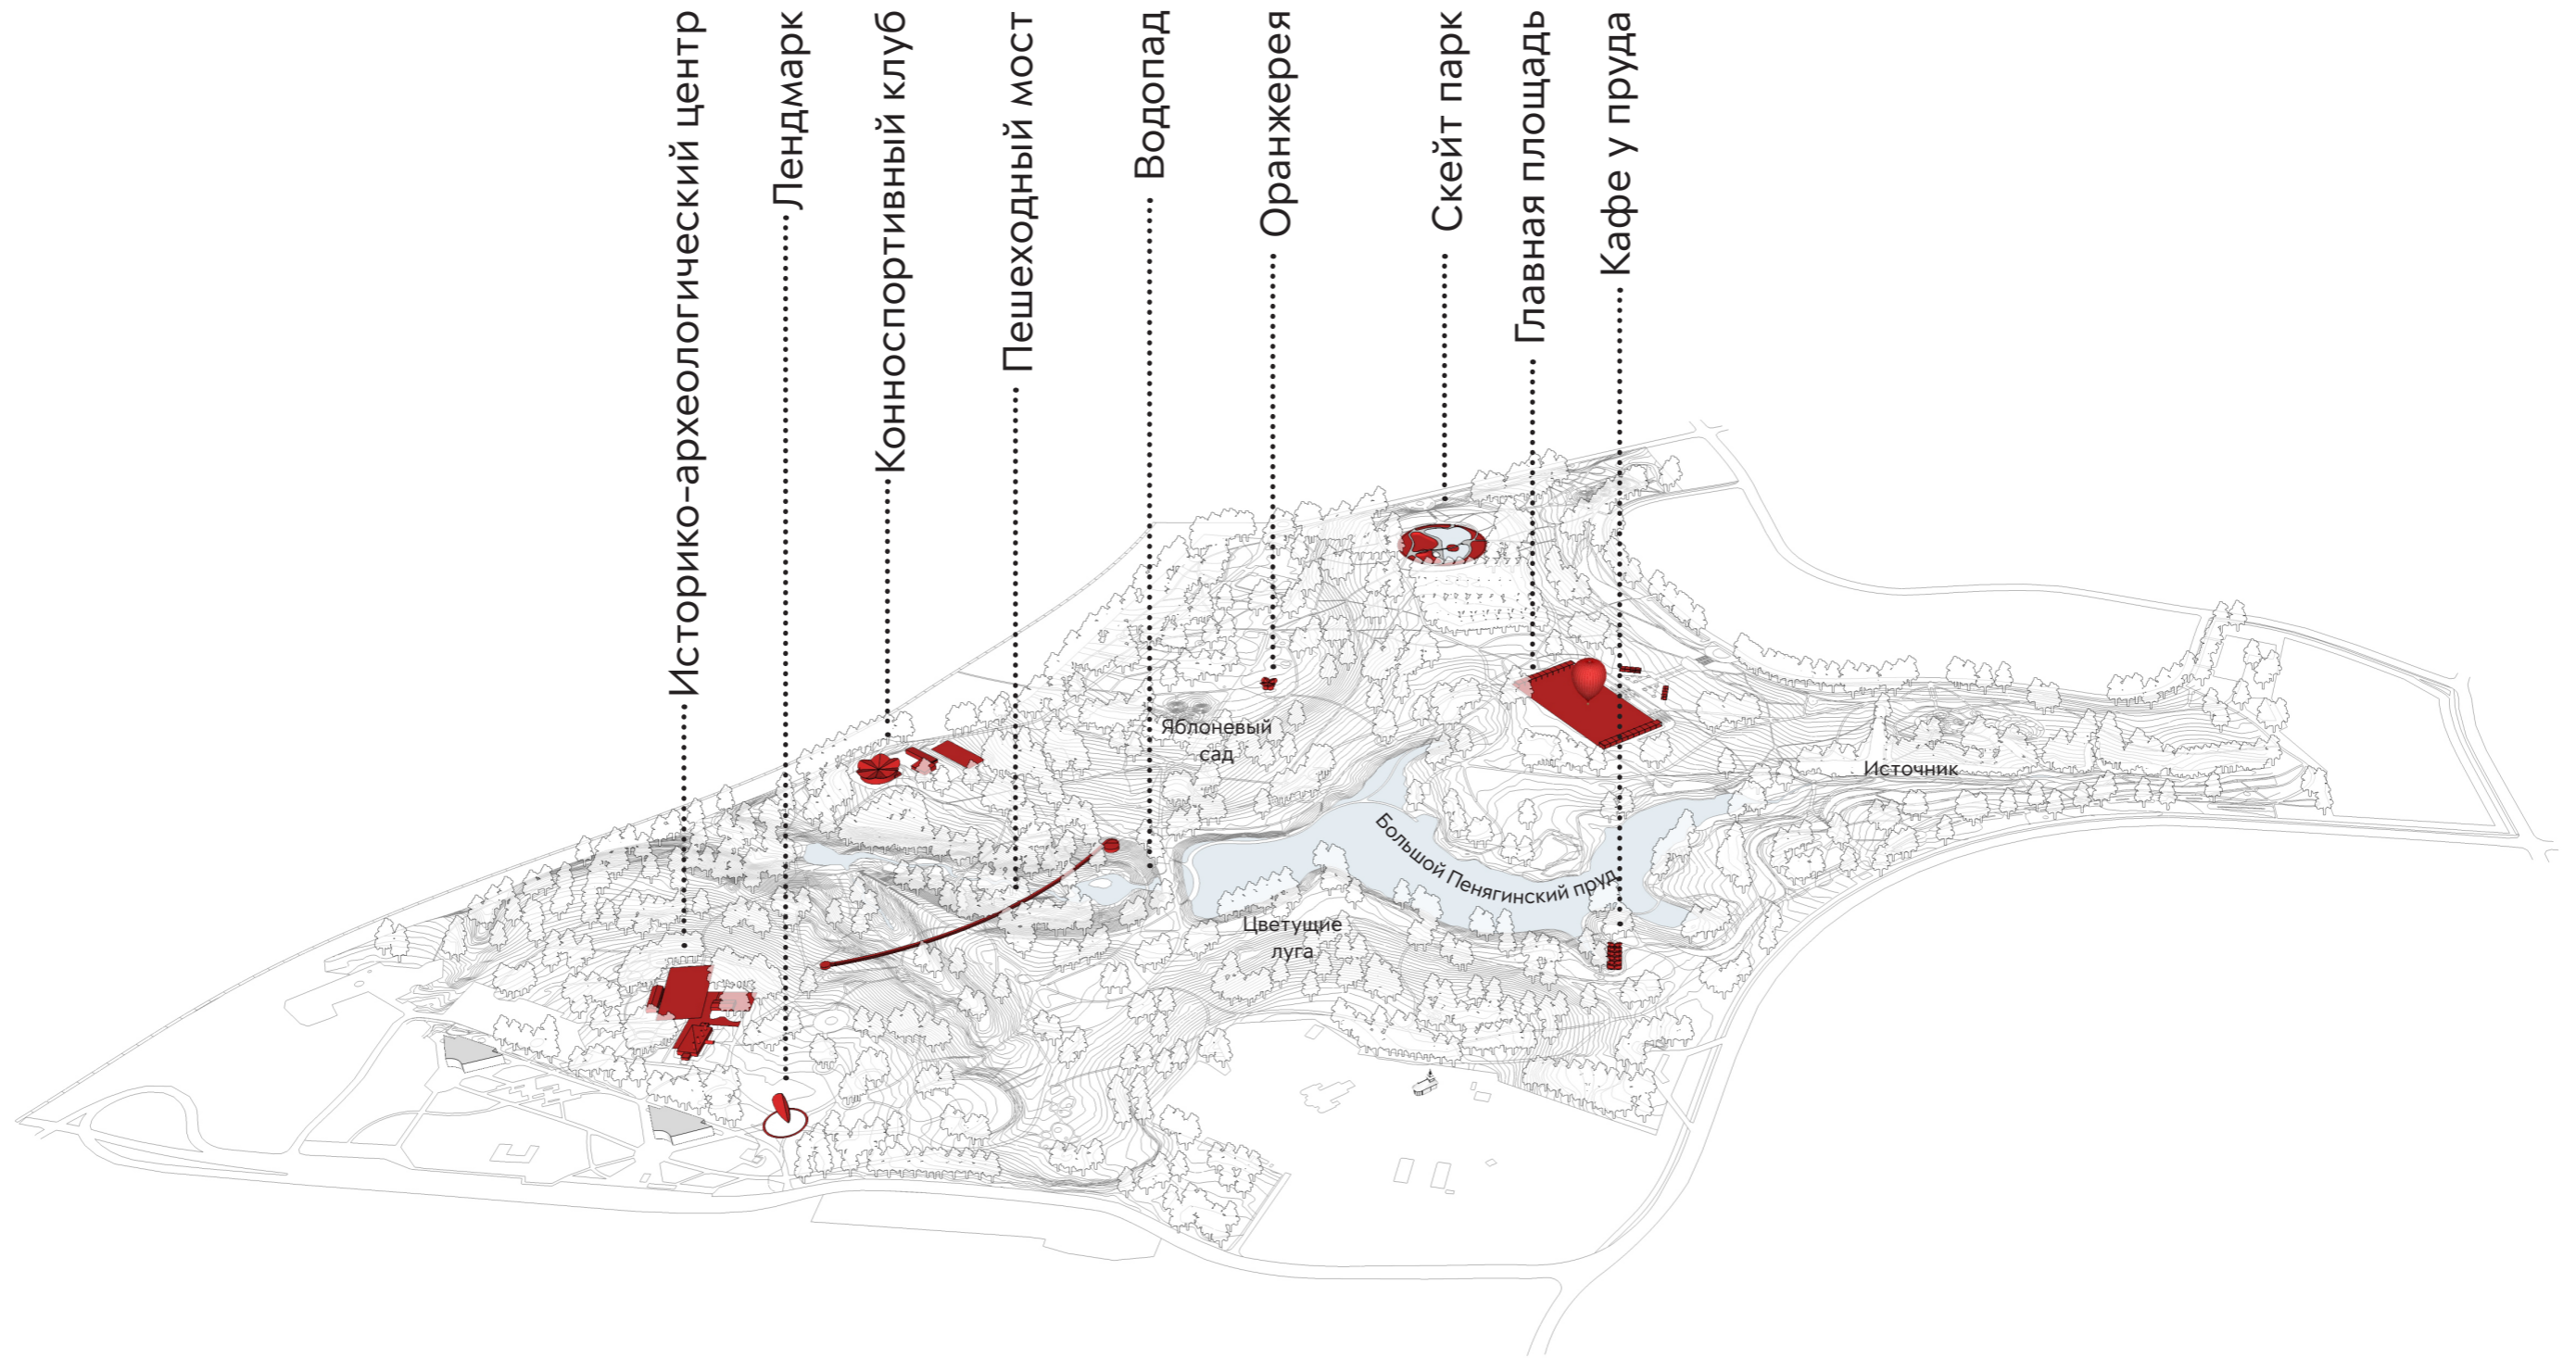 Историко-археологический центр
Лендмарк
Конноспортивный клуб
Пешеходный мост
Водопад
Оранжерея
Скейт парк
Главная площадь
Кафе у пруда
Яблоневый
сад
Источник
Большой Пенягинский пруд
Цветущие
луга